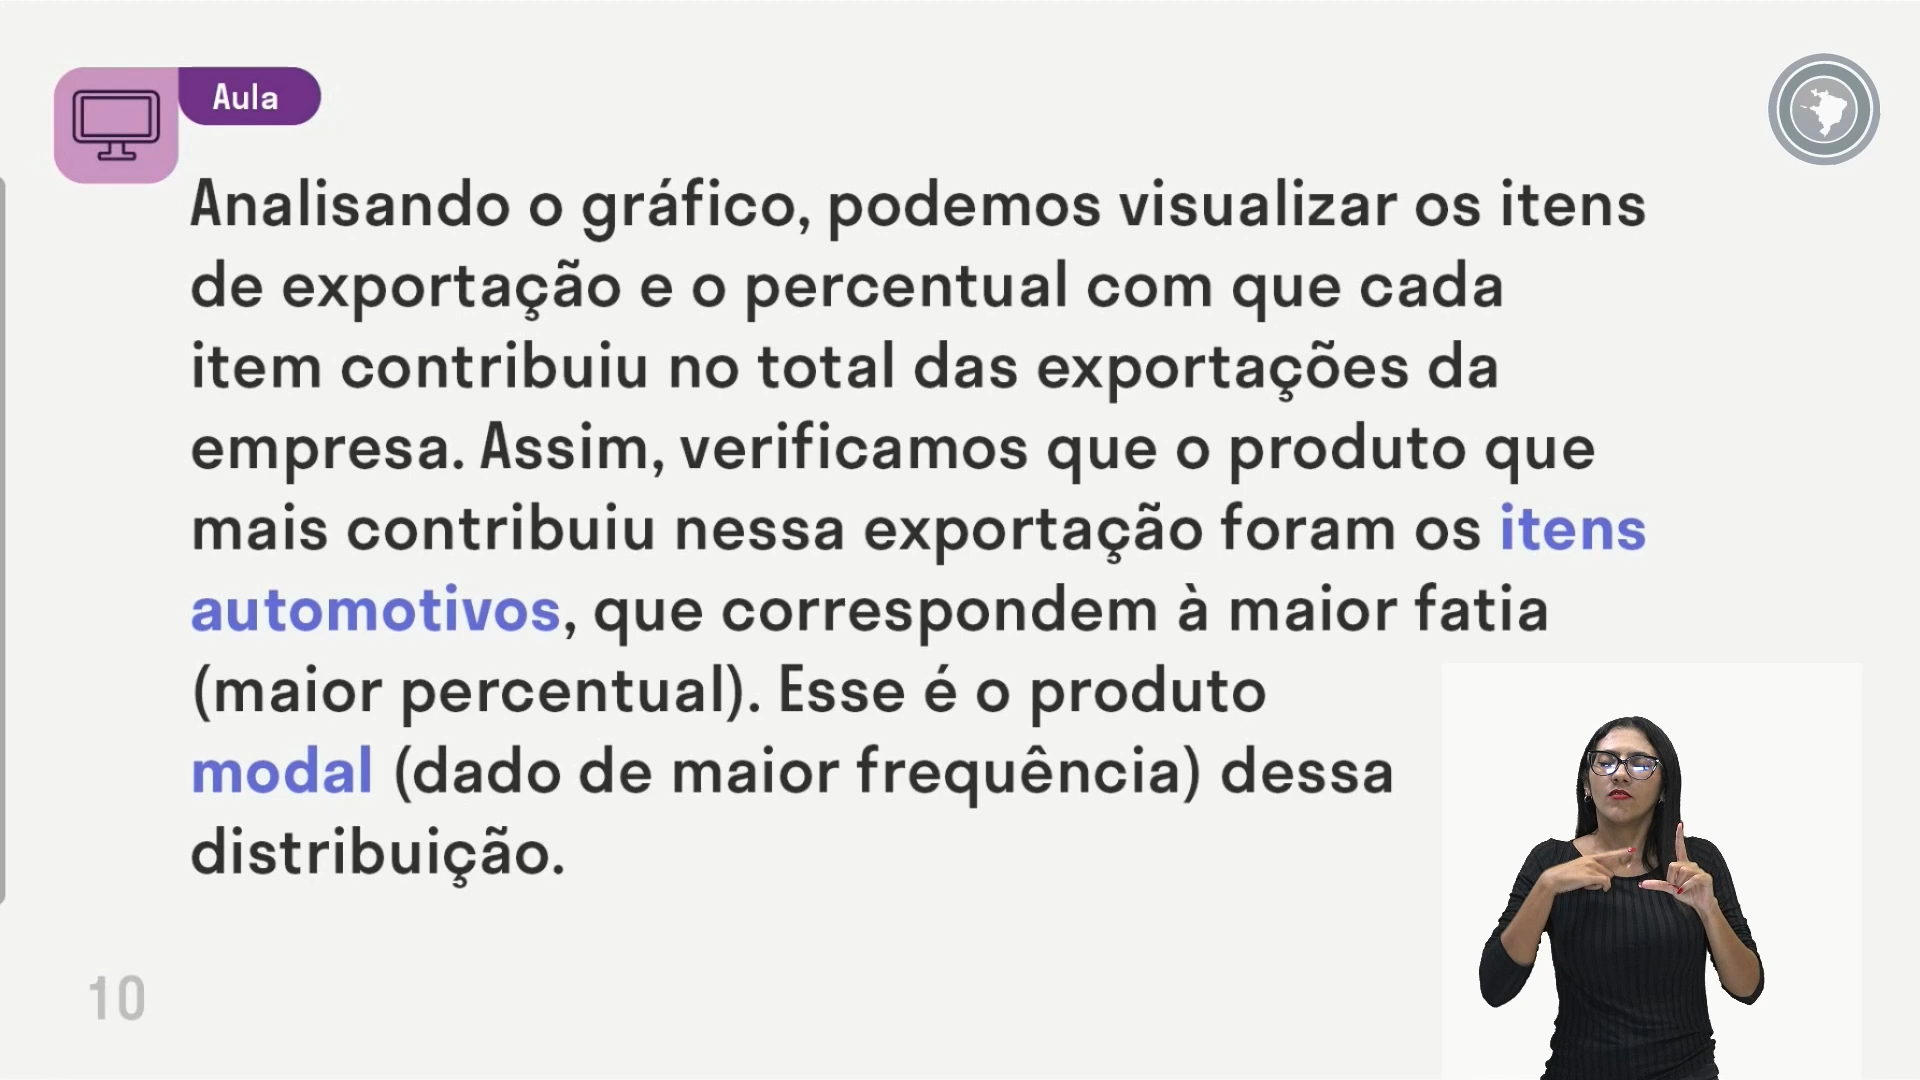 Aula
Analisando o gráfico, podemos visualizar os itens
de exportação e o percentual com que cada
item contribuiu no total das exportações da
empresa. Assim, verificamos que o produto que
mais contribuiu nessa exportação foram os itens
automotivos, que correspondem à maior fatia
(maior percentual). Esse é o produto
modal (dado de maior frequência) dessa
distribuição.
10